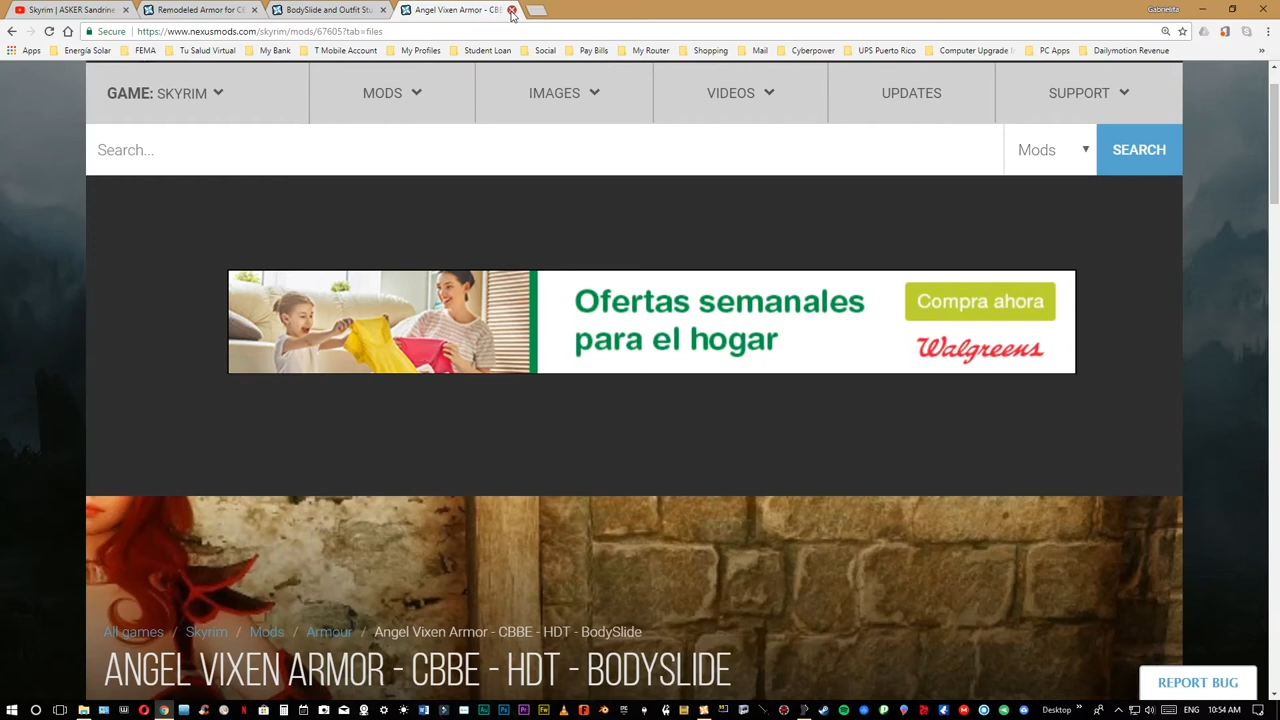 Skyrim | ASKER Sandrine
Remodeled Armor for CB
BodySlide and Outfit Stu
Angel Vixen Armor - CBB
Gabrielita
Secure | https://www.nexusmods.com/skyrim/mods/67605?tab=files
Apps Energía Solar FEMA Tu Salud Virtual My Bank T Mobile Account My Profiles Student Loan Social Pay Bills My Router Shopping Mail Cyberpower UPS Puerto Rico Computer Upgrade PC Apps Dailymotion Revenue »
GAME: SKYRIM MODS IMAGES VIDEOS UPDATES SUPPORT
Search... Mods SEARCH
Ofertas semanales
para el hogar
Compra ahora
Walgreens
All games / Skyrim / Mods / Armour / Angel Vixen Armor - CBBE - HDT - BodySlide
ANGEL VIXEN ARMOR - CBBE - HDT - BODYSLIDE
REPORT BUG
Desktop » 10:54 AM